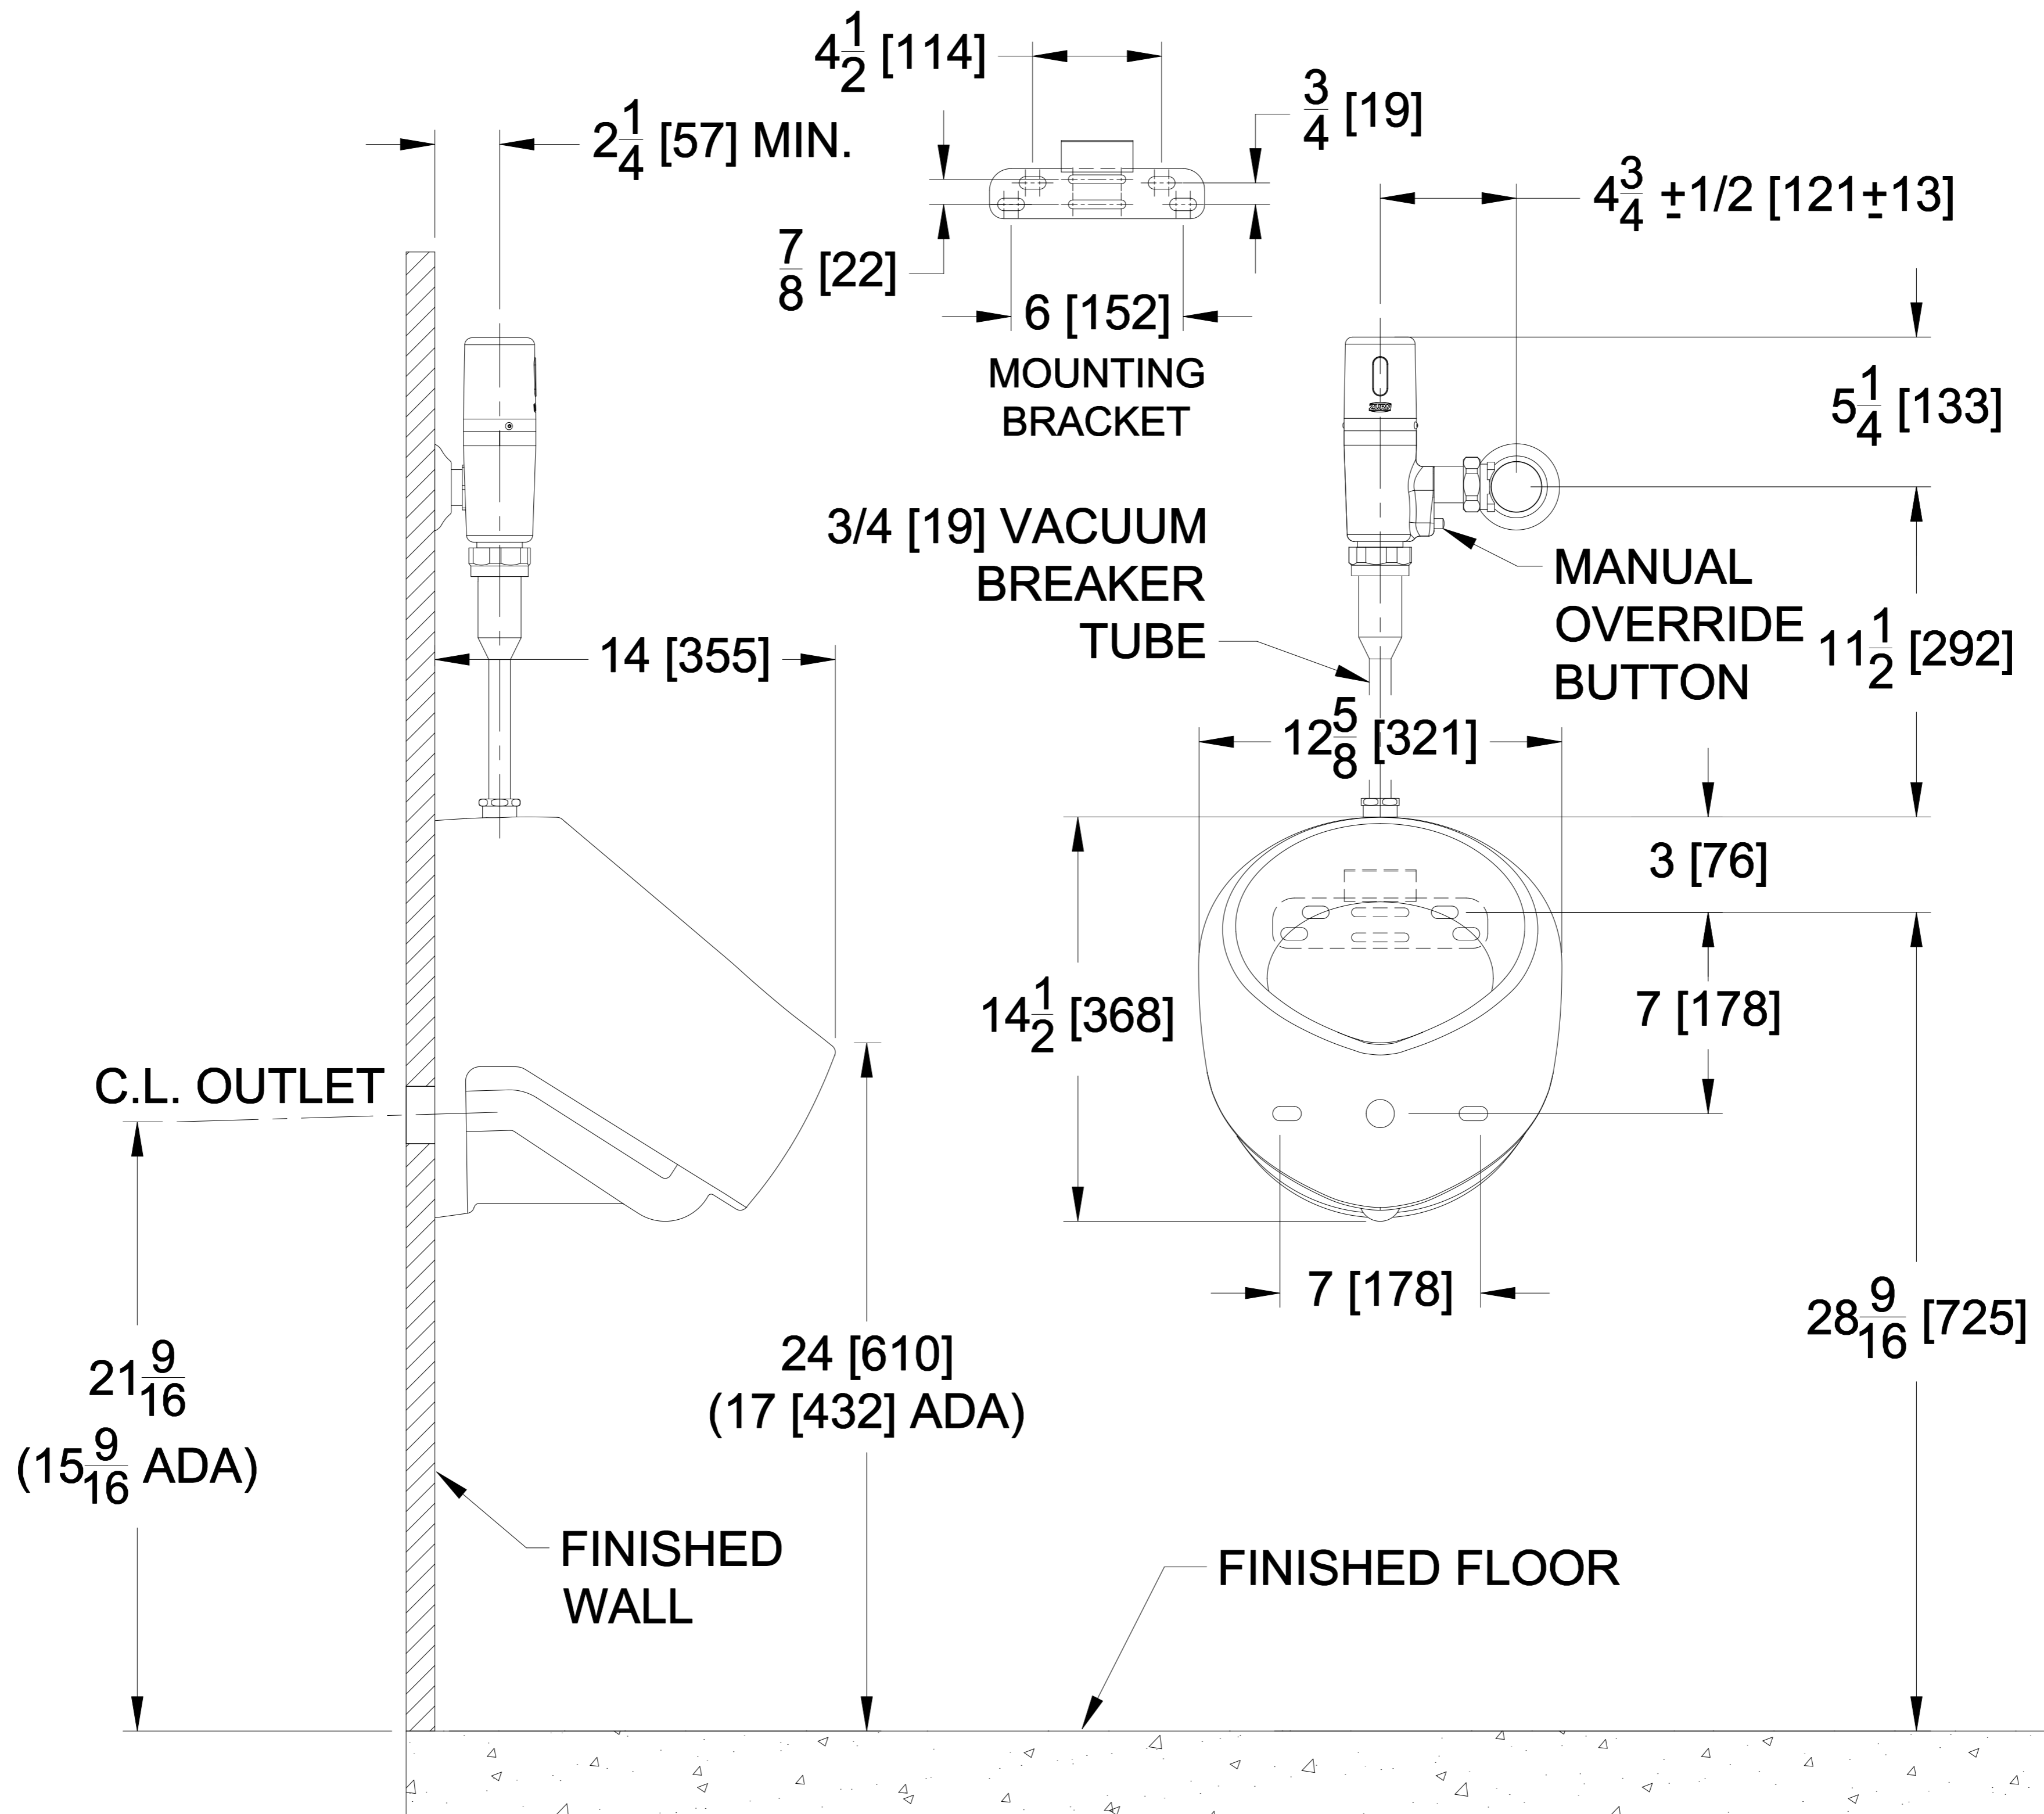 4 1/2 [114]
2 1/4 [57] MIN.
3/4 [19]
4 3/4 ±1/2 [121±13]
7/8 [22]
6 [152]
MOUNTING
BRACKET
5 1/4 [133]
3/4 [19] VACUUM
BREAKER
TUBE
MANUAL
OVERRIDE
BUTTON
11 1/2 [292]
14 [355]
12 5/8 [321]
3 [76]
14 1/2 [368]
7 [178]
C.L. OUTLET
7 [178]
28 9/16 [725]
24 [610]
(17 [432] ADA)
21 9/16
(15 9/16 ADA)
FINISHED
WALL
FINISHED FLOOR